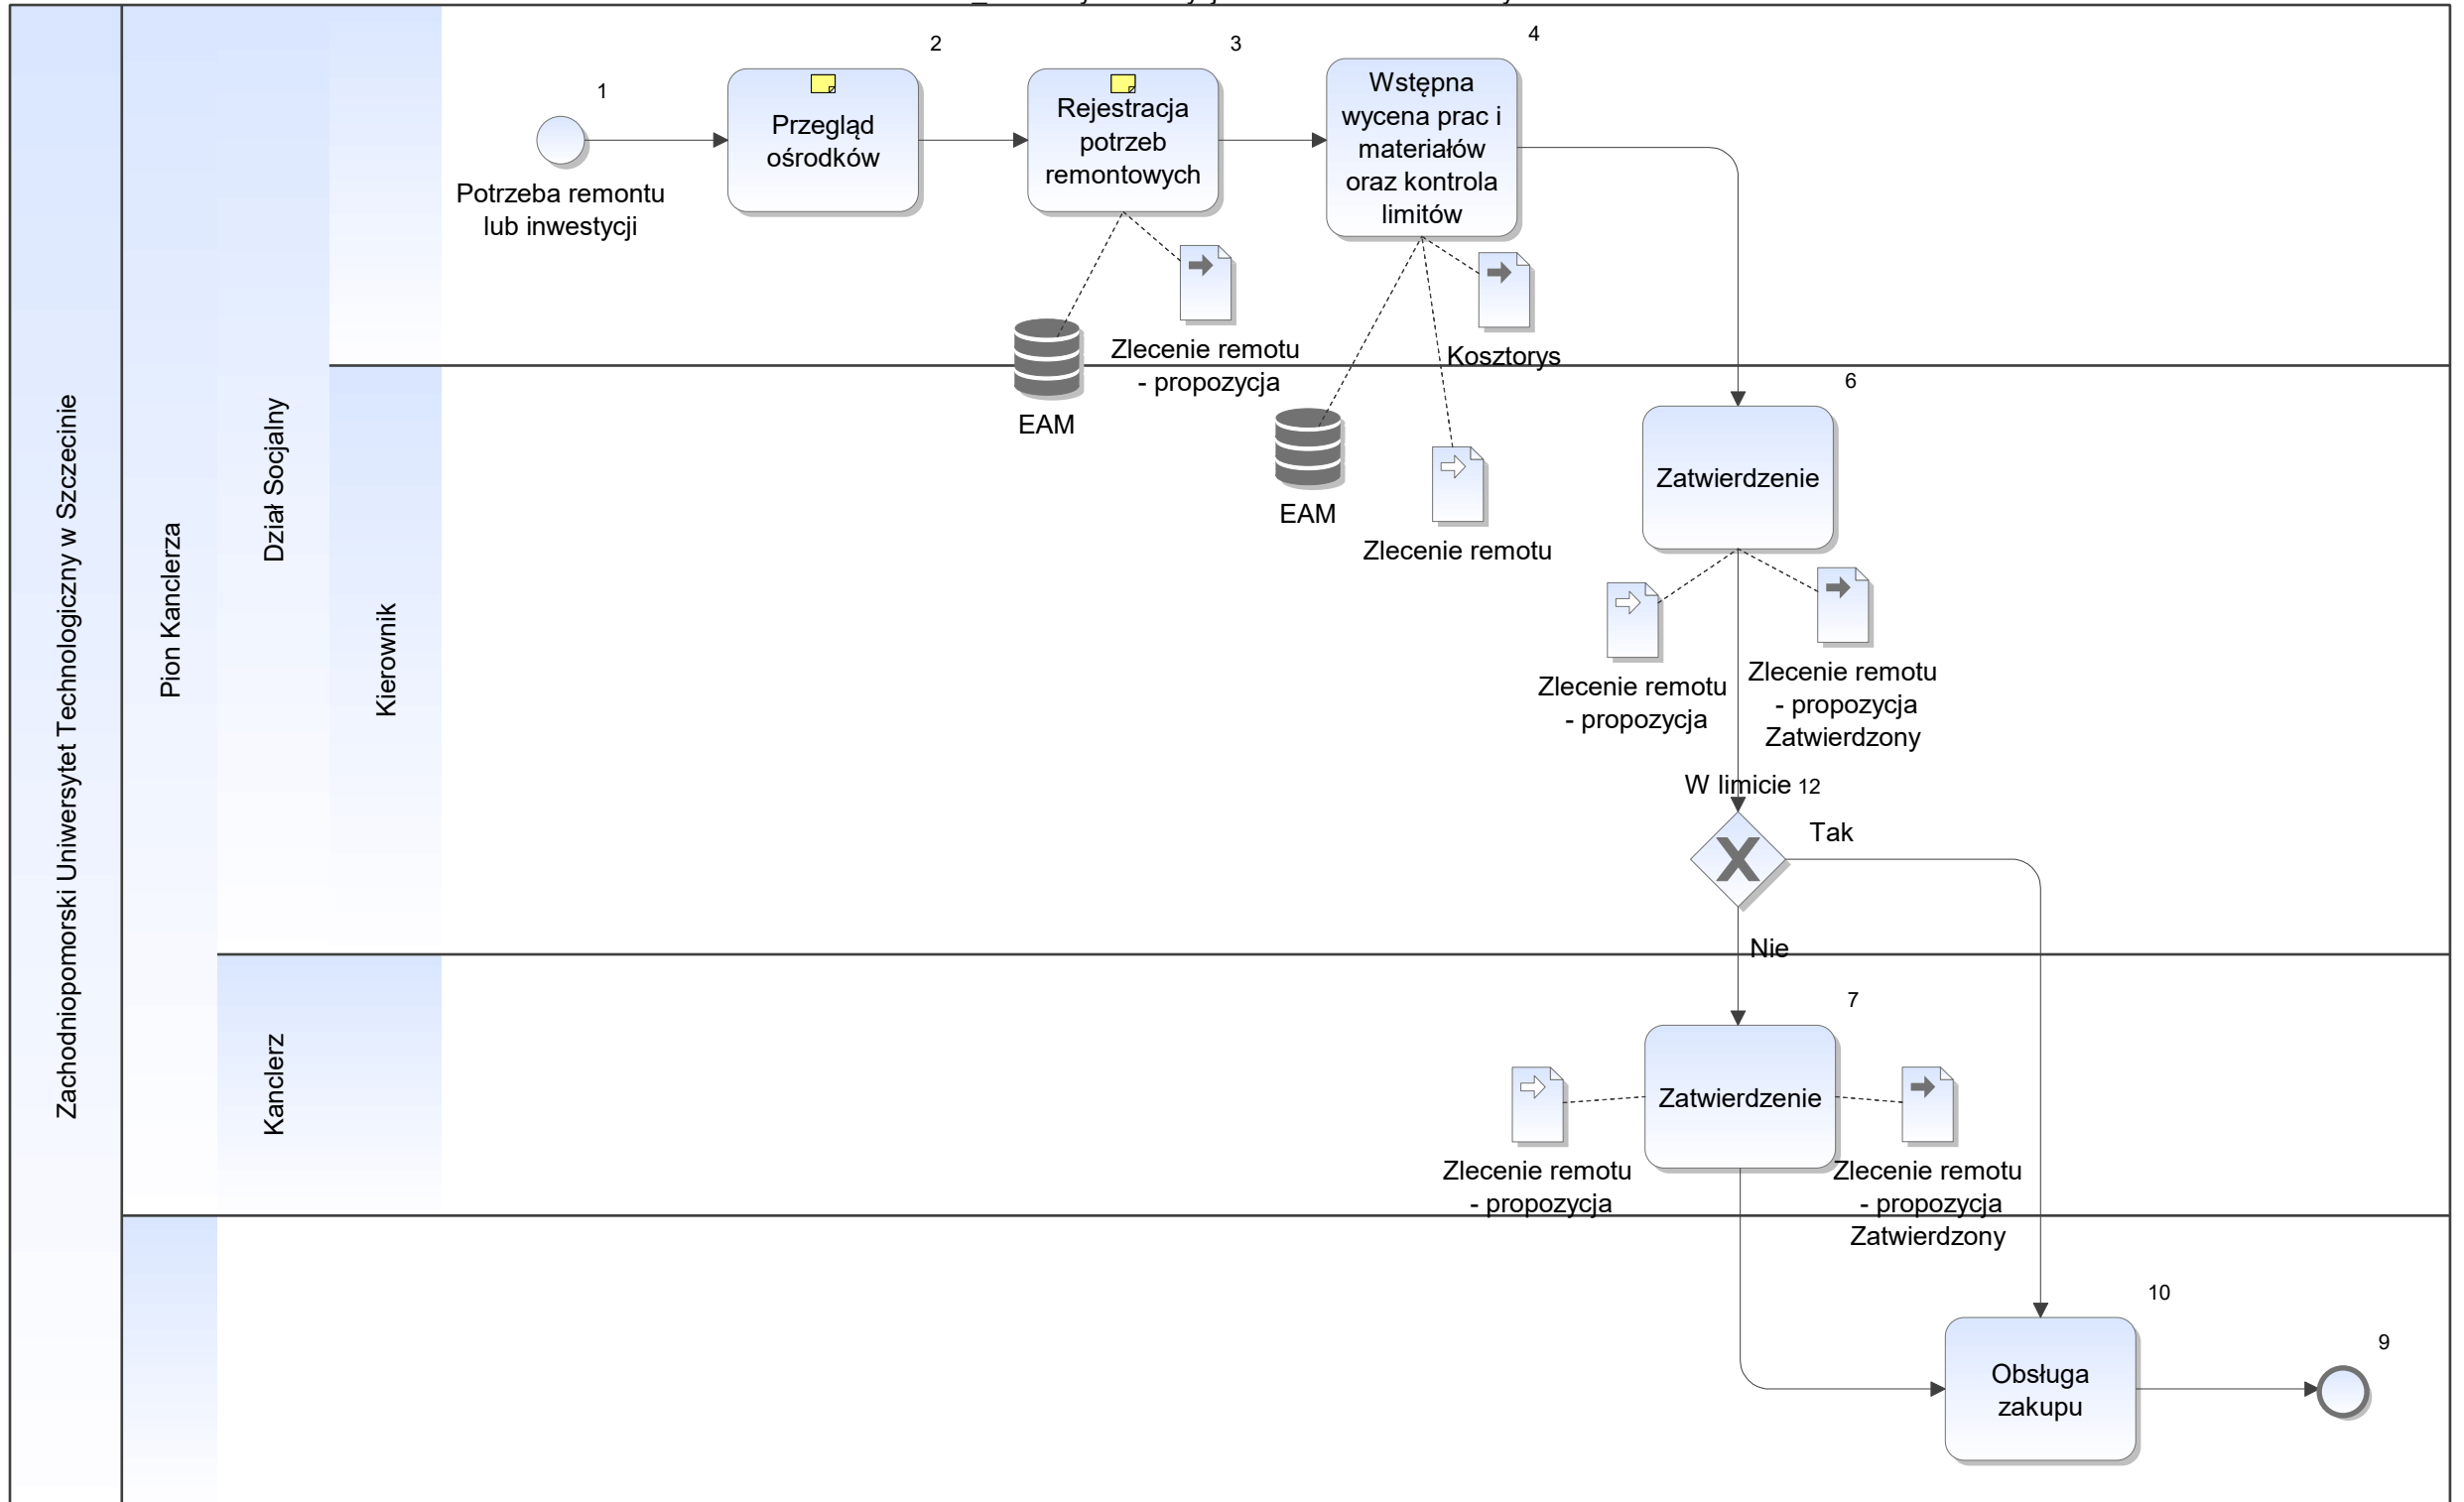 1
2
3
4
Przegląd
ośrodków
Rejestracja
potrzeb
remontowych
Wstępna
wycena prac i
materiałów
oraz kontrola
limitów
Potrzeba remontu
lub inwestycji
Zlecenie remotu
- propozycja
EAM
Kosztorys
EAM
Zlecenie remotu
6
Zatwierdzenie
Zlecenie remotu
- propozycja
Zlecenie remotu
- propozycja
Zatwierdzony
W limicie 12
Tak
Nie
7
Zatwierdzenie
Zlecenie remotu
- propozycja
Zlecenie remotu
- propozycja
Zatwierdzony
10
Obsługa
zakupu
9
Zachodniopomorski Uniwersytet Technologiczny w Szczecinie
Pion Kanclerza
Dział Socjalny
Kierownik
Kanclerz